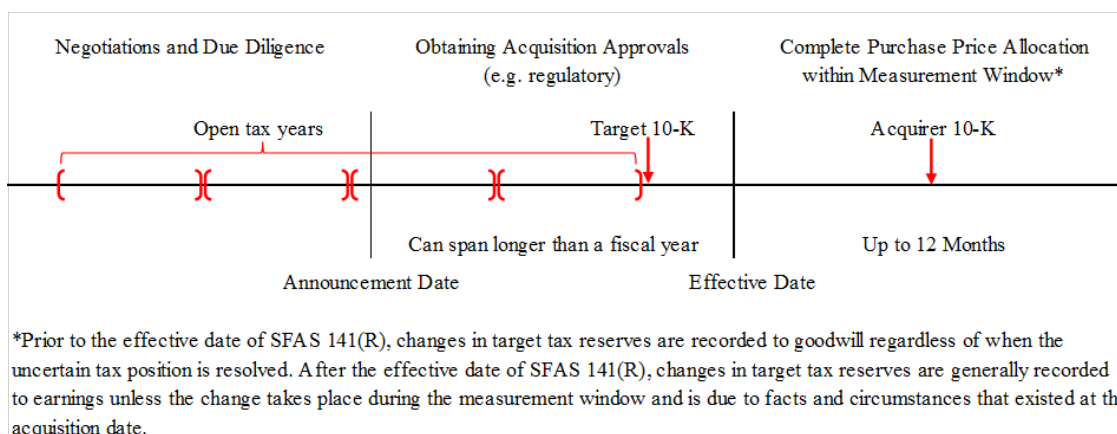 Negotiations and Due Diligence
Obtaining Acquisition Approvals
(e.g. regulatory)
Complete Purchase Price Allocation
within Measurement Window*
Open tax years
Target 10-K
Acquirer 10-K
Can span longer than a fiscal year
Up to 12 Months
Announcement Date
Effective Date
*Prior to the effective date of SFAS 141(R), changes in target tax reserves are recorded to goodwill regardless of when the
uncertain tax position is resolved. After the effective date of SFAS 141(R), changes in target tax reserves are generally recorded
to earnings unless the change takes place during the measurement window and is due to facts and circumstances that existed at th
acquisition date.